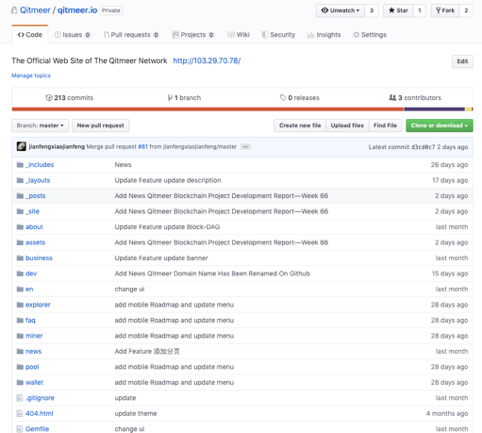 Qitmeer / qitmeer.io Private
Unwatch 3 Star 1 Fork 2
Code Issues 0 Pull requests 0 Projects 0 Wiki Security Insights Settings
The Official Web Site of The Qitmeer Network http://103.29.70.78/ Edit
Manage topics
213 commits 1 branch 0 releases 3 contributors
Branch: master New pull request Create new file Upload files Find File Clone or download
jianfengxiaojianfeng Merge pull request #81 from jianfengxaojianfeng/master ... Latest commit d3cd0c7 2 days ago
_includes News 26 days ago
_layouts Update Feature update description 17 days ago
_posts Add News Qitmeer Blockchain Project Development Report—Week 66 2 days ago
_site Add News Qitmeer Blockchain Project Development Report—Week 66 2 days ago
about Update Feature update Block-DAG last month
assets Add News Qitmeer Blockchain Project Development Report—Week 66 2 days ago
business Update Feature update banner last month
dev Add News Qitmeer Domain Name Has Been Renamed On Github 15 days ago
en change ui last month
explorer add mobile Roadmap and update menu 28 days ago
faq add mobile Roadmap and update menu 28 days ago
miner add mobile Roadmap and update menu 28 days ago
news Add Feature 添加分页 last month
pool add mobile Roadmap and update menu 28 days ago
wallet add mobile Roadmap and update menu 28 days ago
.gitignore update last month
404.html update theme 4 months ago
Gemfile change ui last month